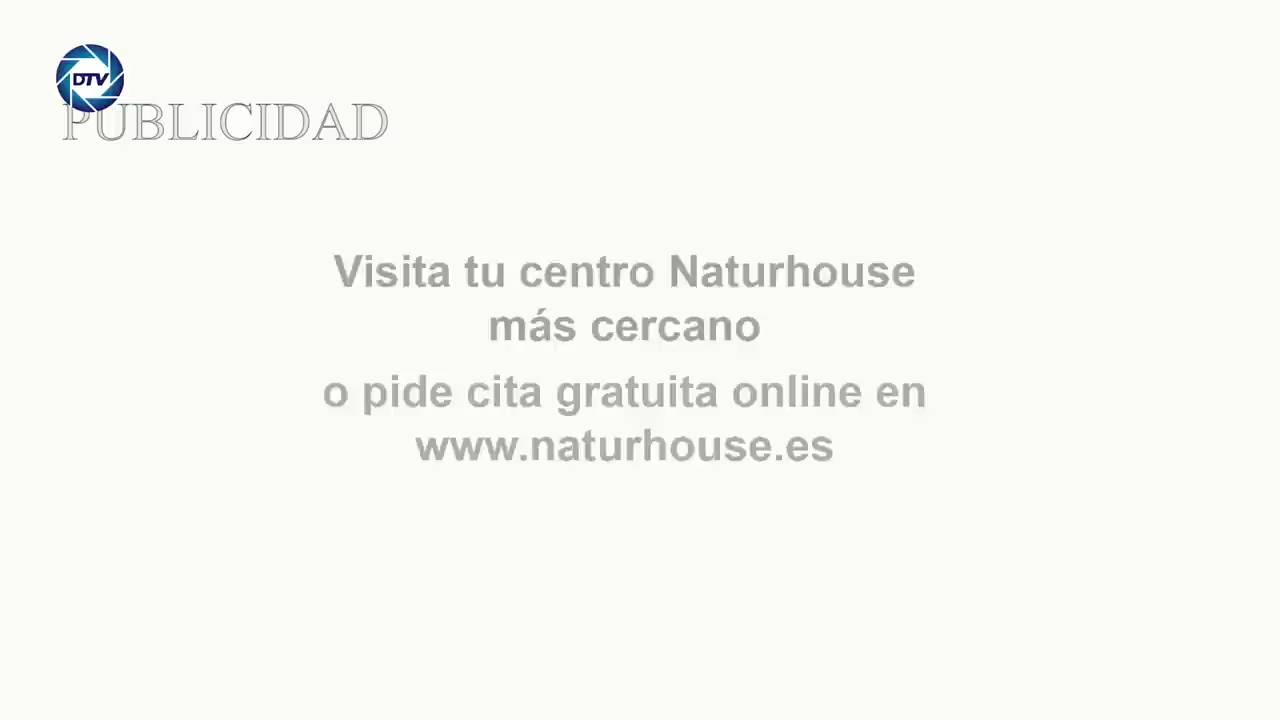 DTV
PUBLICIDAD
Visita tu centro Naturhouse
más cercano
o pide cita gratuita online en
www.naturhouse.es